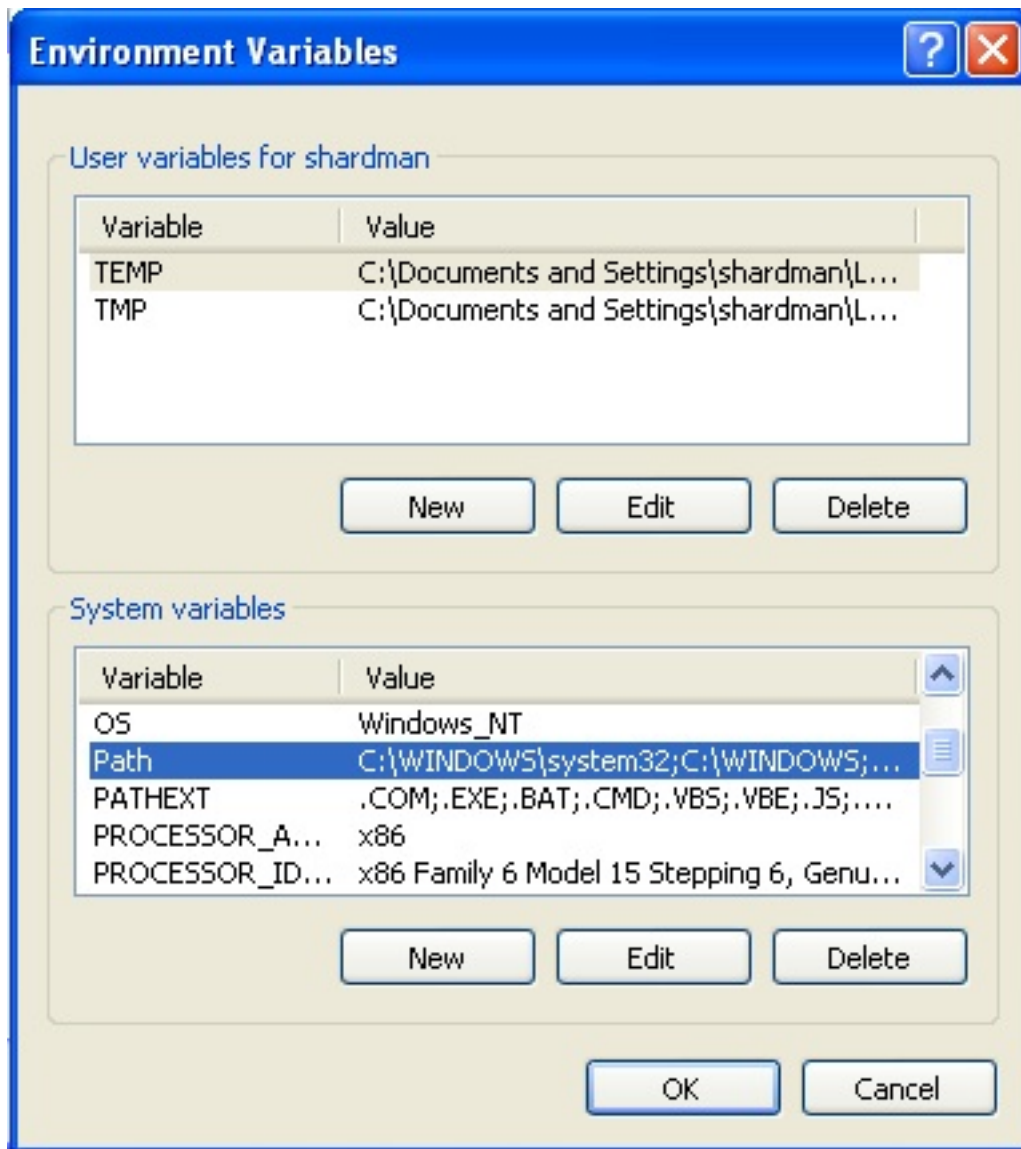 Environment Variables
User variables for shardman
Variable Value
TEMP C:\Documents and Settings\shardman\L...
TMP C:\Documents and Settings\shardman\L...
New Edit Delete
System variables
Variable Value
OS Windows_NT
Path C:\WINDOWS\system32;C:\WINDOWS;...
PATHEXT .COM;.EXE;.BAT;.CMD;.VBS;.VBE;.JS;....
PROCESSOR_A... x86
PROCESSOR_ID... x86 Family 6 Model 15 Stepping 6, Genu...
New Edit Delete
OK Cancel